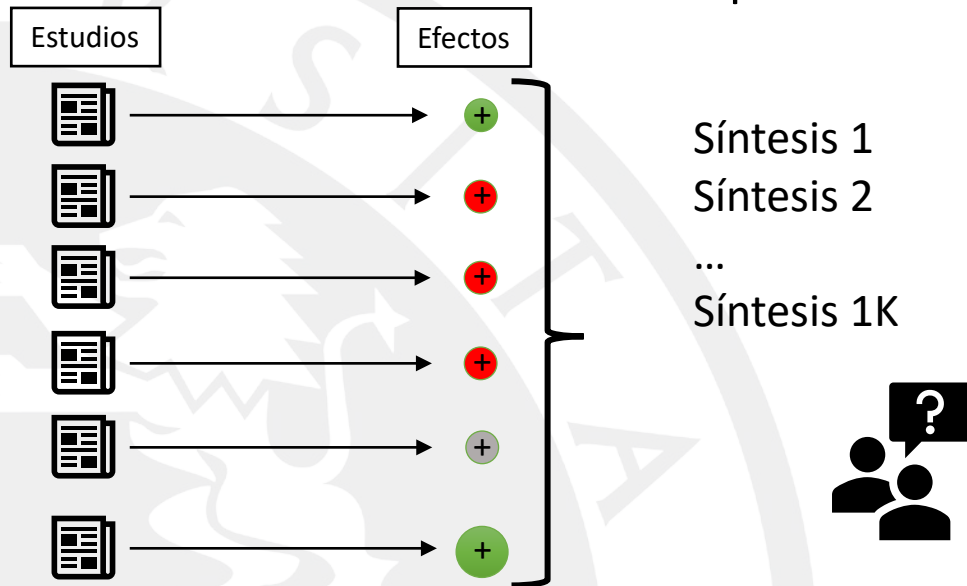 Estudios
Efectos
+
+
+
+
+
+
Síntesis 1
Síntesis 2
...
Síntesis 1K
?